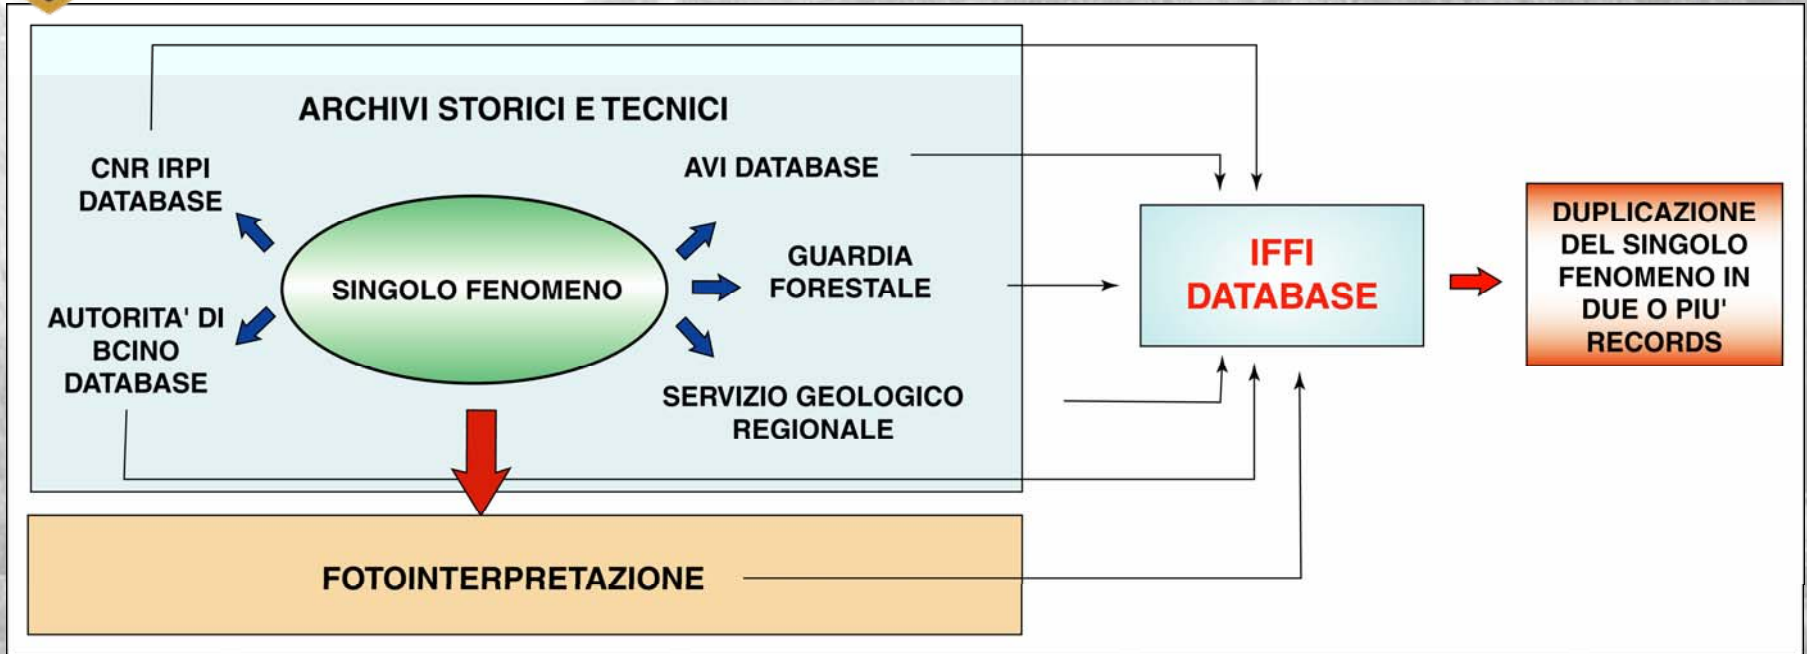 ARCHIVI STORICI E TECNICI
CNR IRPI
DATABASE
AVI DATABASE
SINGOLO FENOMENO
GUARDIA
FORESTALE
AUTORITA' DI
BCINO
DATABASE
SERVIZIO GEOLOGICO
REGIONALE
FOTOINTERPRETAZIONE
IFFI
DATABASE
DUPLICAZIONE
DEL SINGOLO
FENOMENO IN
DUE O PIU'
RECORDS